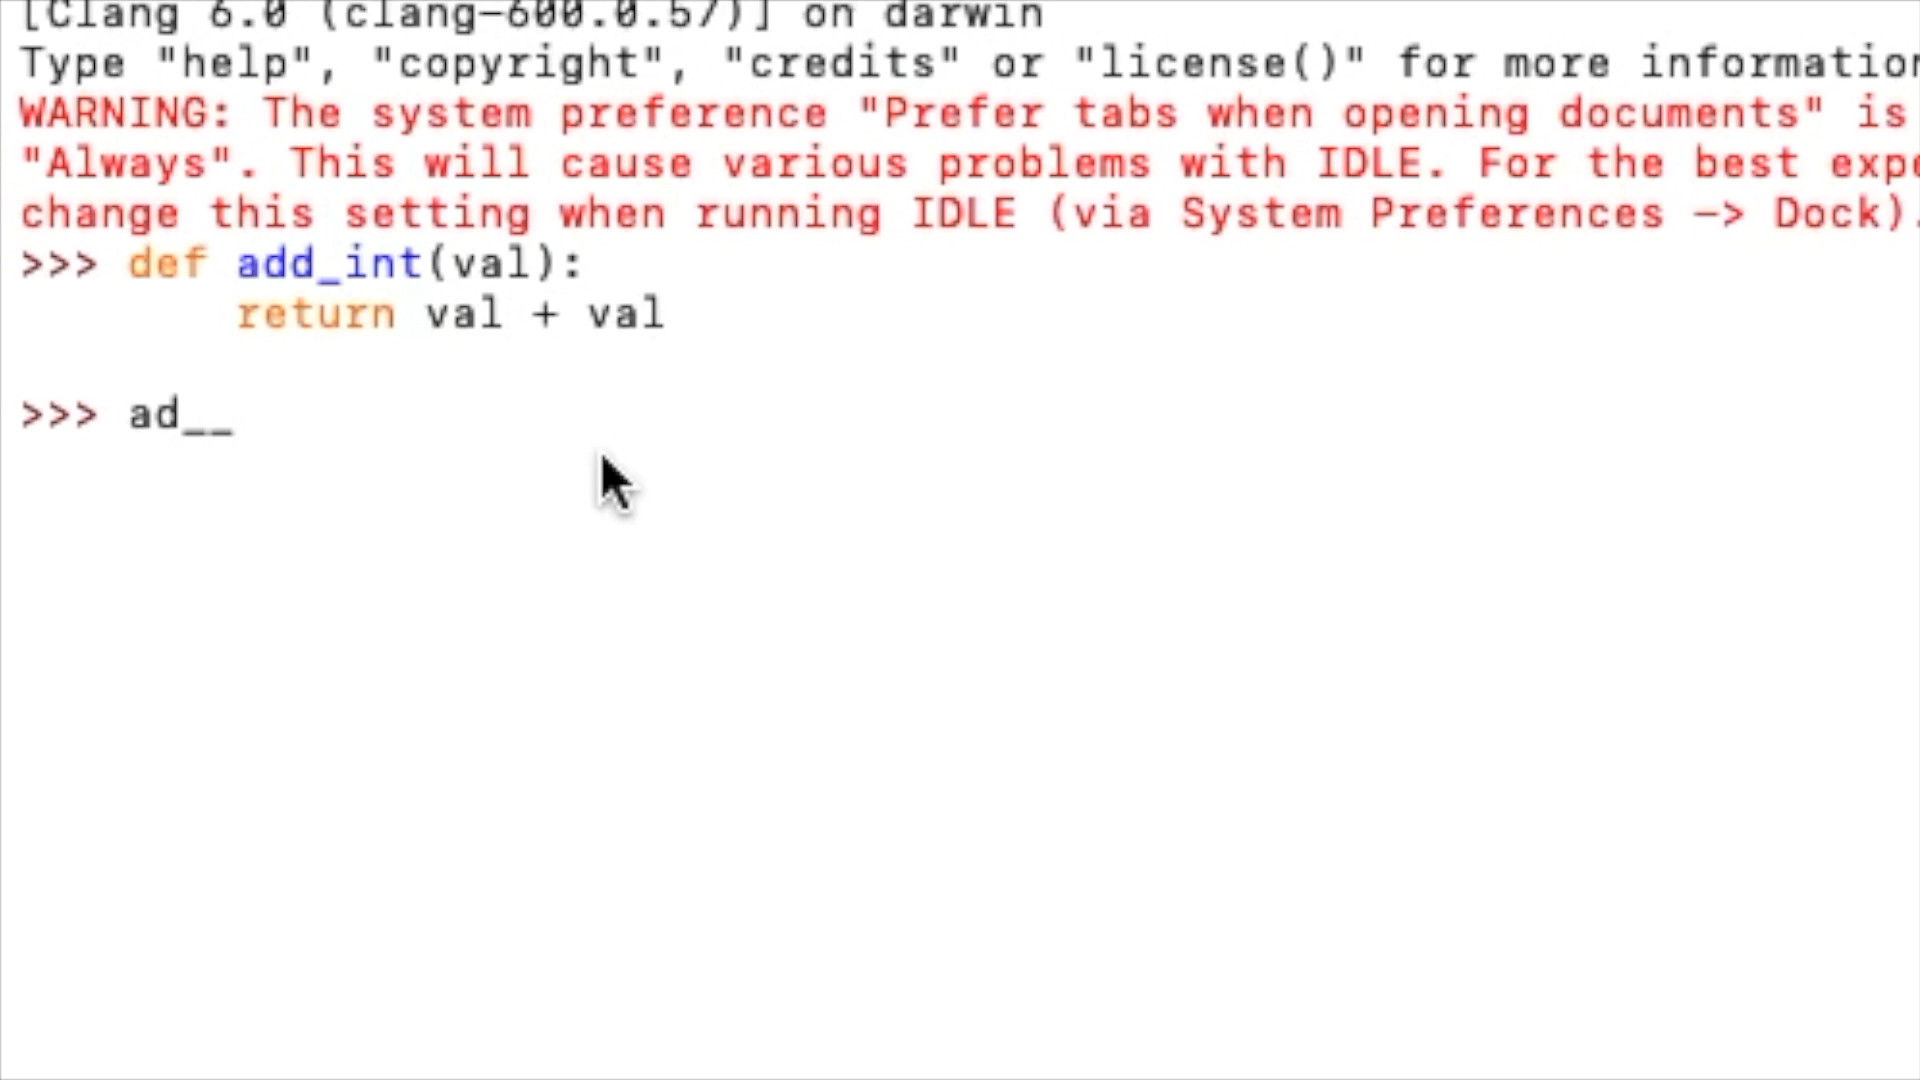 [Clang 6.0 (clang-600.0.57)] on darwin
Type "help", "copyright", "credits" or "license()" for more information
WARNING: The system preference "Prefer tabs when opening documents" is
"Always". This will cause various problems with IDLE. For the best expe
change this setting when running IDLE (via System Preferences —> Dock).
>>> def add_int(val):
        return val + val

>>> ad__